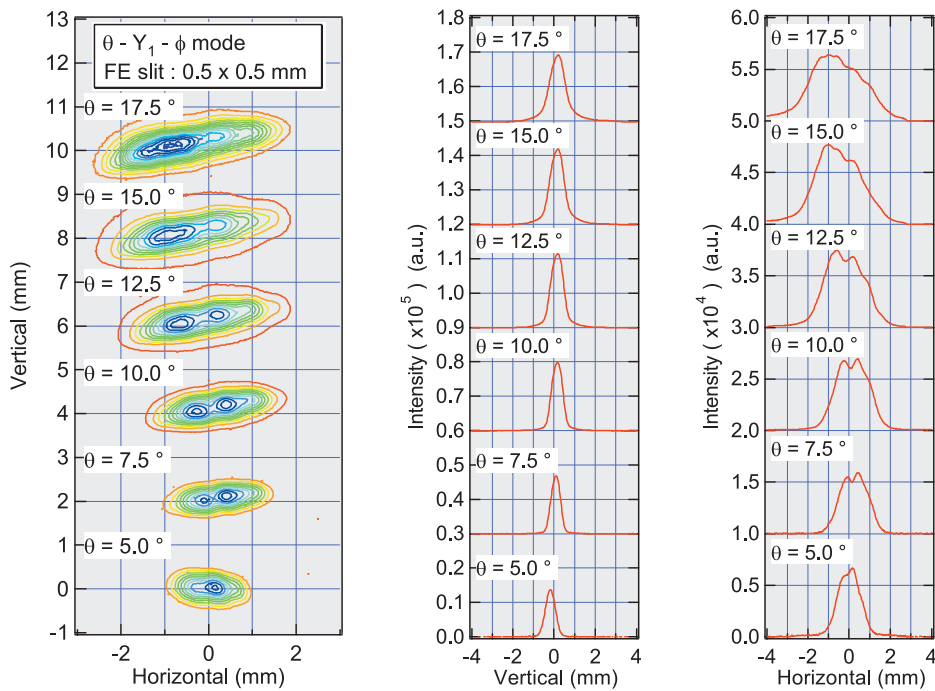 θ - Y₁ - ϕ mode
FE slit : 0.5 x 0.5 mm
θ = 17.5 °
θ = 15.0 °
θ = 12.5 °
θ = 10.0 °
θ = 7.5 °
θ = 5.0 °
13
12
11
10
9
8
7
6
5
4
3
2
1
0
-1
Vertical (mm)
-2
0
2
Horizontal (mm)
1.8
1.7
1.6
1.5
1.4
1.3
1.2
1.1
1.0
0.9
0.8
0.7
0.6
0.5
0.4
0.3
0.2
0.1
0.0
Intensity ( x10⁵) (a.u.)
θ = 17.5 °
θ = 15.0 °
θ = 12.5 °
θ = 10.0 °
θ = 7.5 °
θ = 5.0 °
-4 -2 0 2 4
Vertical (mm)
6.0
5.5
5.0
4.5
4.0
3.5
3.0
2.5
2.0
1.5
1.0
0.5
0.0
Intensity ( x10⁴) (a.u.)
θ = 17.5 °
θ = 15.0 °
θ = 12.5 °
θ = 10.0 °
θ = 7.5 °
θ = 5.0 °
-4 -2 0 2 4
Horizontal (mm)